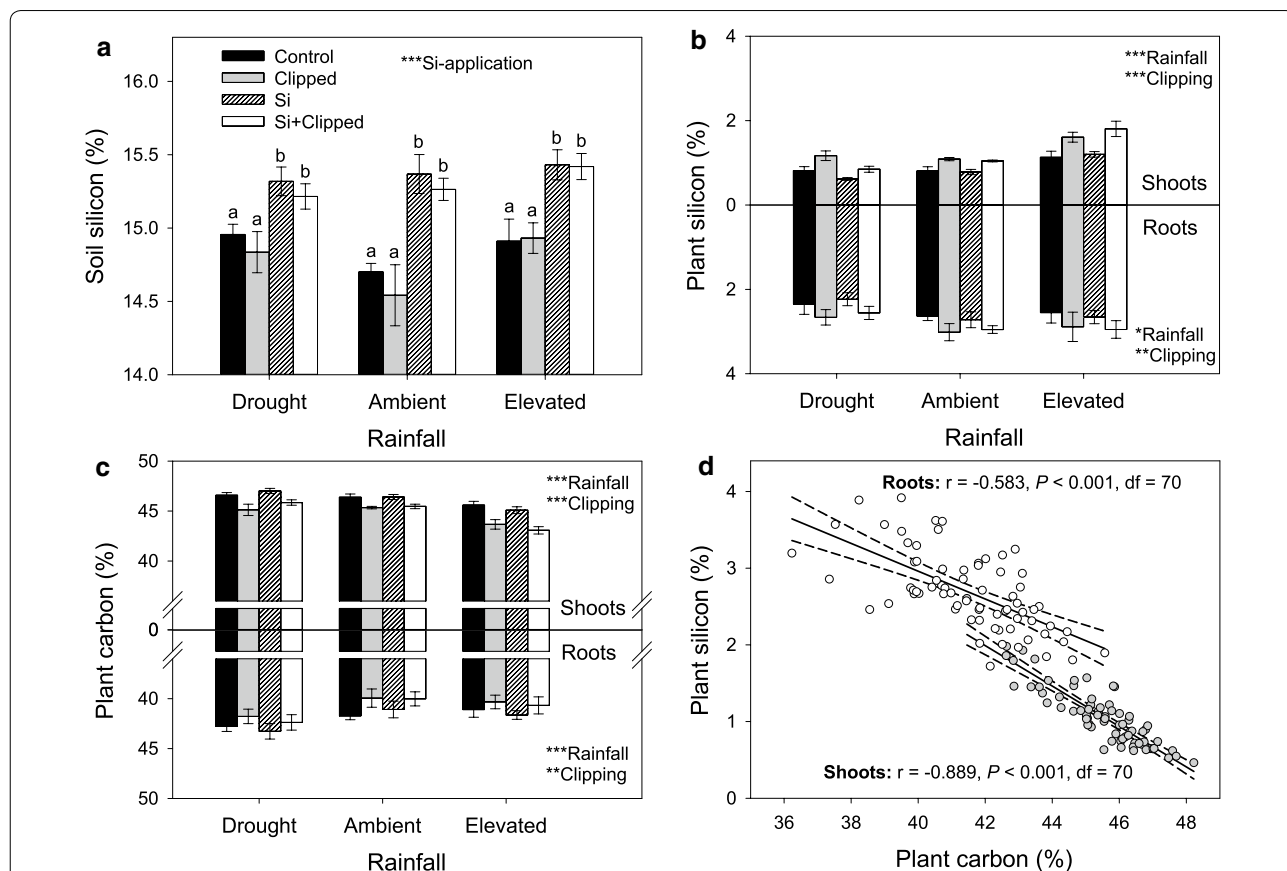 a
Control
Clipped
Si
Si+Clipped
***Si-application
Soil silicon (%)
16.0
15.5
15.0
14.5
14.0
a a b b
a a b b
a a b b
Drought Ambient Elevated
Rainfall
b
***Rainfall
***Clipping
Plant silicon (%)
4
2
0
2
4
Shoots
Roots
*Rainfall
**Clipping
Drought Ambient Elevated
Rainfall
c
***Rainfall
***Clipping
Plant carbon (%)
50
45
40
0
40
45
50
Shoots
Roots
***Rainfall
**Clipping
Drought Ambient Elevated
Rainfall
d
Roots: r = -0.583, P < 0.001, df = 70
Plant silicon (%)
4
3
2
1
0
Shoots: r = -0.889, P < 0.001, df = 70
36 38 40 42 44 46 48
Plant carbon (%)